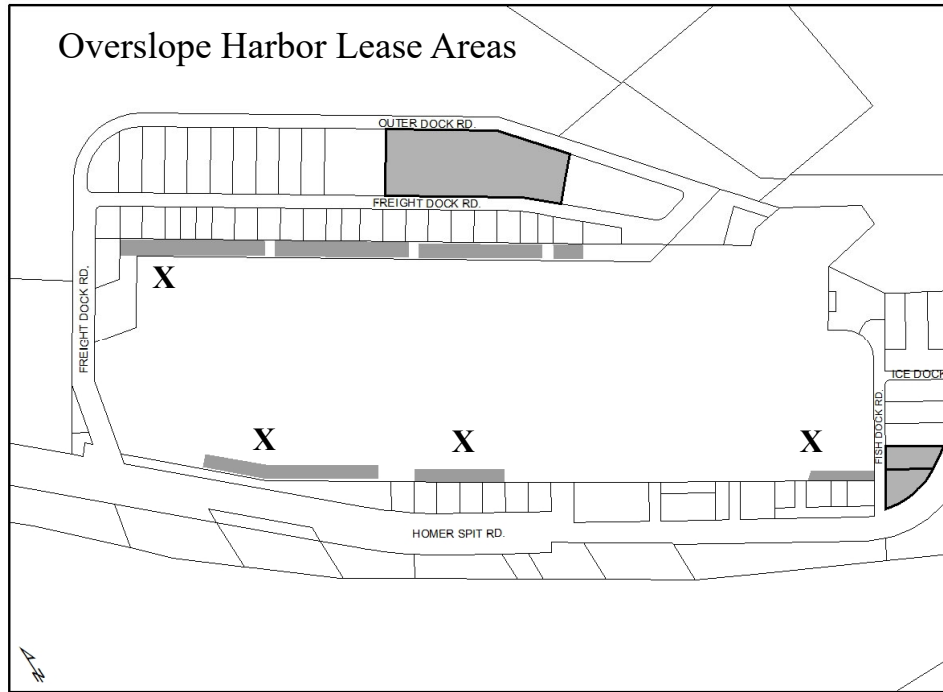 Overslope Harbor Lease Areas
OUTER DOCK RD.
FREIGHT DOCK RD.
X
FREIGHT DOCK RD.
ICE DOCK
FISH DOCK RD.
X
X
X
HOMER SPIT RD.
N